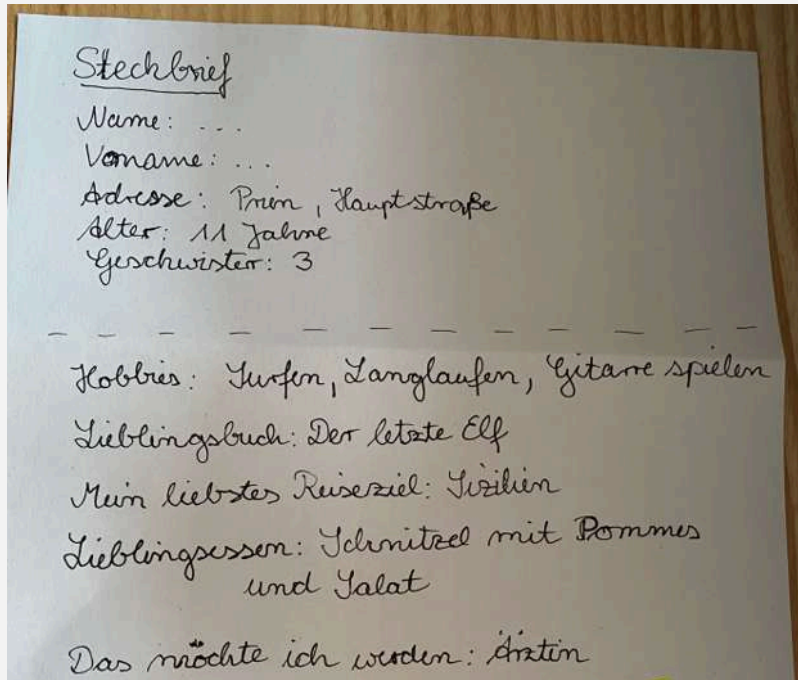 Steckbrief
Name: ...
Vorname: ...
Adresse: Prien, Hauptstraße
Alter: 11 Jahre
Geschwister: 3
Hobbies: Surfen, Langlaufen, Gitarre spielen
Lieblingsbuch: Der letzte Elf
Mein liebstes Reiseziel: Sizilien
Lieblingsessen: Schnitzel mit Pommes
und Salat
Das möchte ich werden: Ärztin